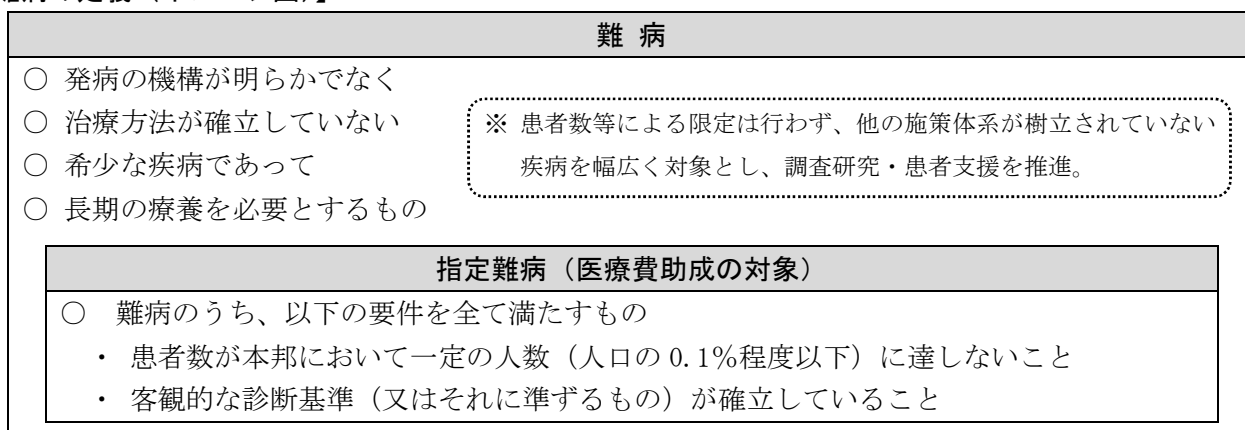 難 病
○ 発病の機構が明らかでなく
○ 治療方法が確立していない
○ 希少な疾病であって
○ 長期の療養を必要とするもの
※ 患者数等による限定は行わず、他の施策体系が樹立されていない
疾病を幅広く対象とし、調査研究・患者支援を推進。
指定難病（医療費助成の対象）
○ 難病のうち、以下の要件を全て満たすもの
・ 患者数が本邦において一定の人数（人口の 0.1％程度以下）に達しないこと
・ 客観的な診断基準（又はそれに準ずるもの）が確立していること